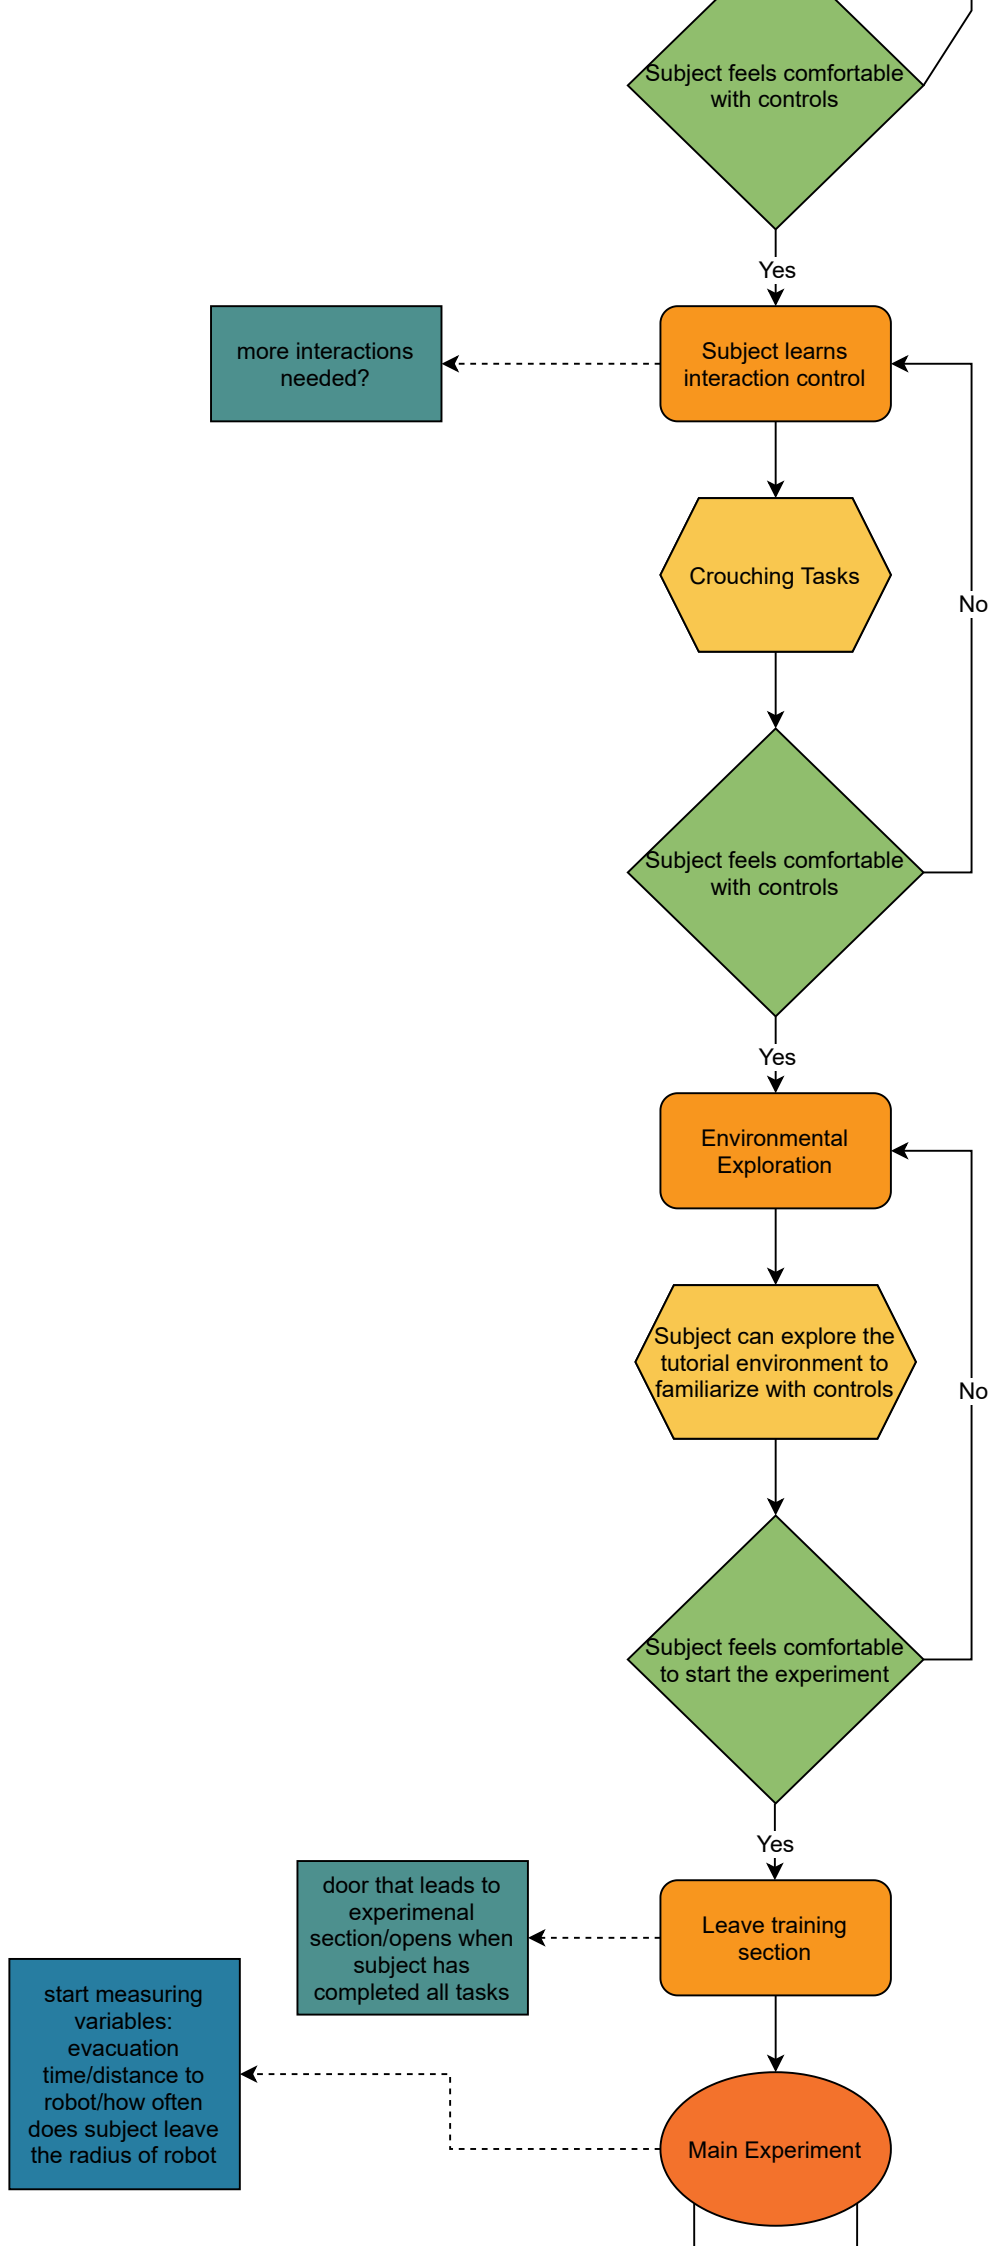 Subject feels comfortable
with controls
Yes
more interactions
needed?
Subject learns
interaction control
Crouching Tasks
No
Subject feels comfortable
with controls
Yes
Environmental
Exploration
Subject can explore the
tutorial environment to
familiarize with controls
No
Subject feels comfortable
to start the experiment
Yes
door that leads to
experimenal
section/opens when
subject has
completed all tasks
Leave training
section
start measuring
variables:
evacuation
time/distance to
robot/how often
does subject leave
the radius of robot
Main Experiment